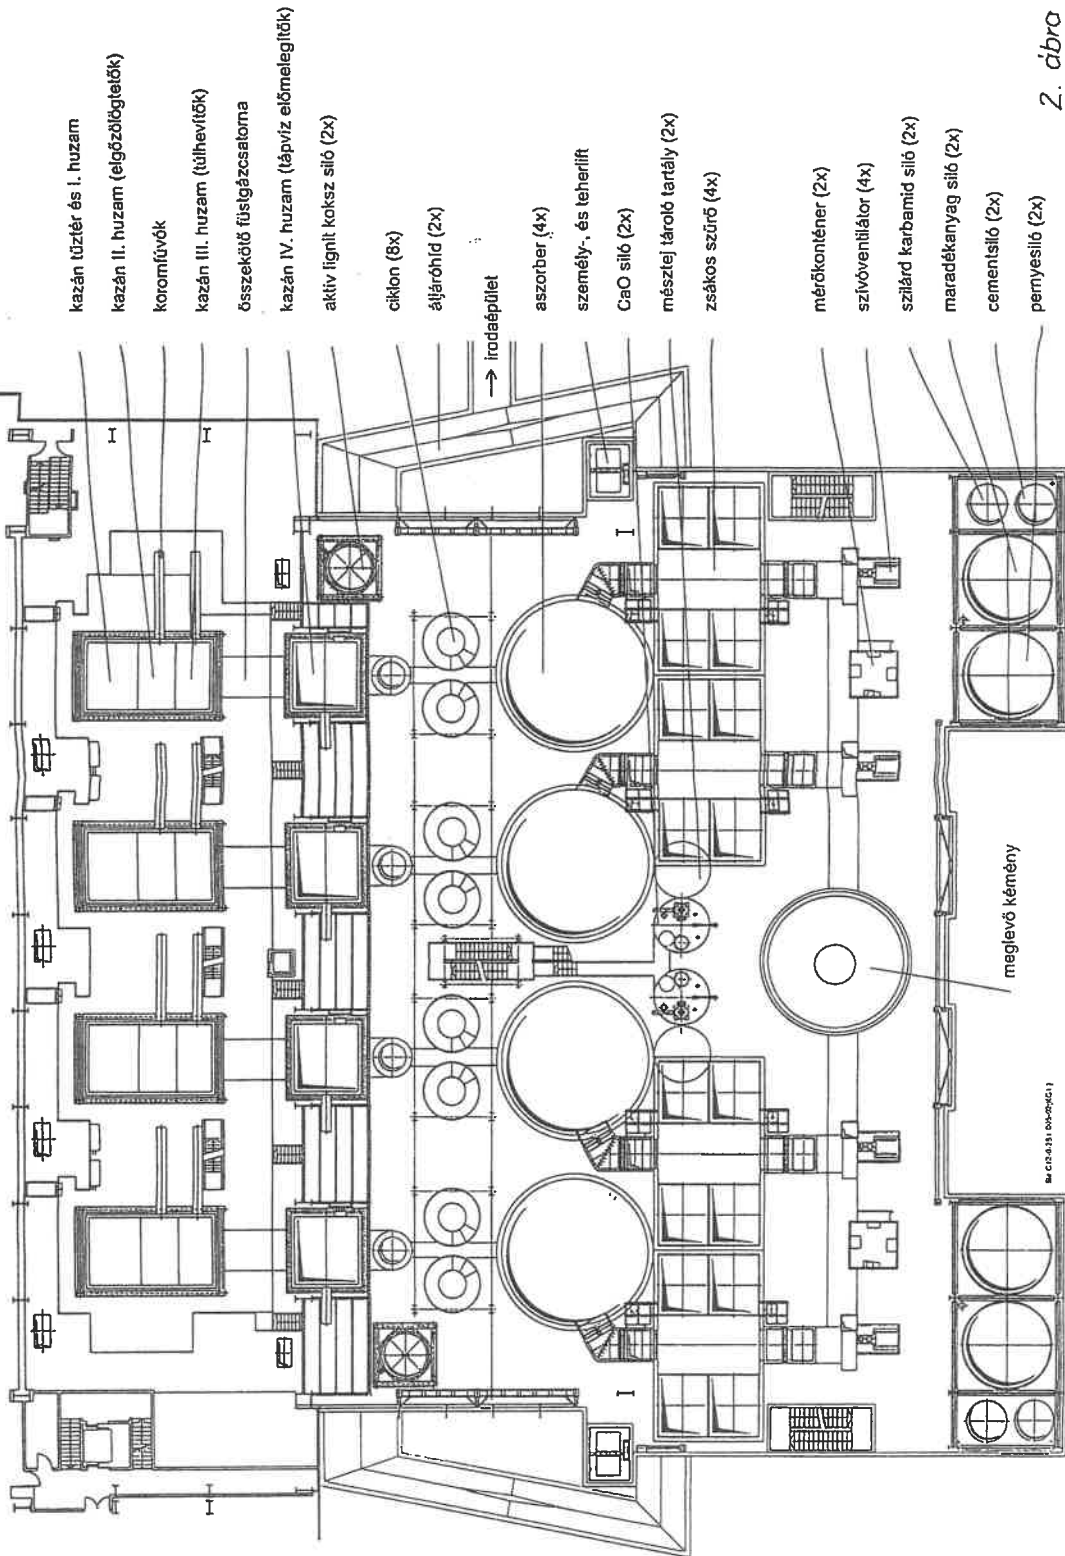 kazán tűztér és I. huzam
kazán II. huzam (elgőzölögtetők)
koromfúvók
kazán III. huzam (túlhevítők)
összekötő füstgázcsatorna
kazán IV. huzam (tápvíz előmelegítők)
aktív lignit koksz siló (2x)
ciklon (8x)
átjáróhíd (2x)
→ irodaépület
aszorber (4x)
személy-, és teherlift
CaO siló (2x)
mésztej tároló tartály (2x)
zsákos szűrő (4x)
mérőkonténer (2x)
szívóventilátor (4x)
szilárd karbamid siló (2x)
maradékanyag siló (2x)
cementsiló (2x)
pernyesiló (2x)
meglevő kémény
2. ábra